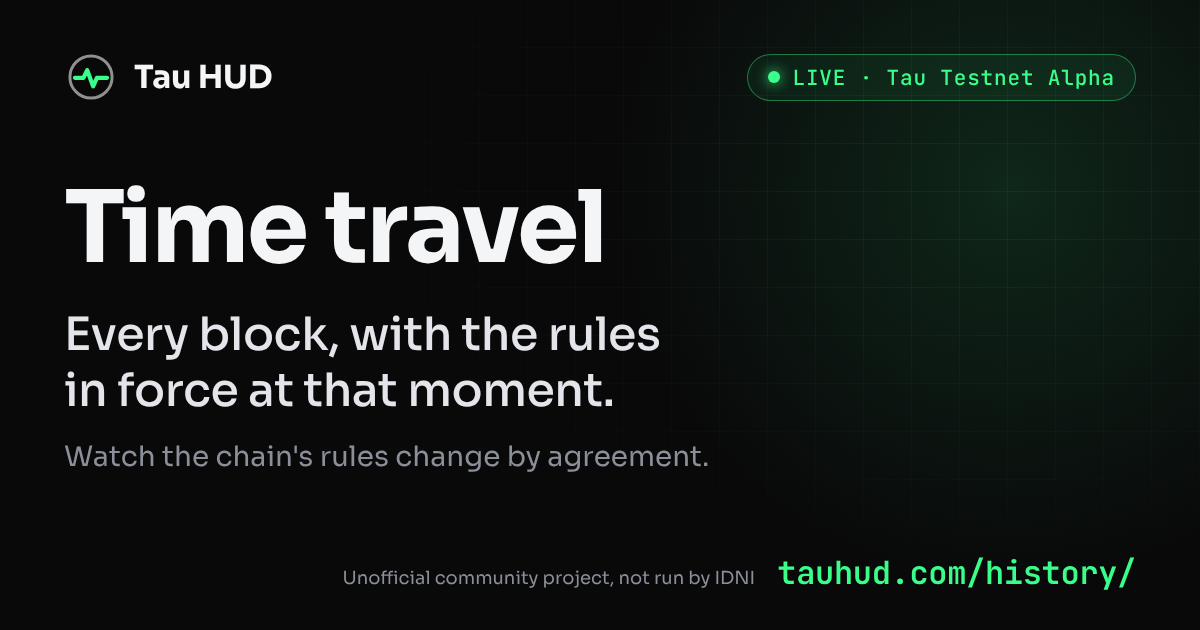 Tau HUD
LIVE · Tau Testnet Alpha
Time travel
Every block, with the rules
in force at that moment.
Watch the chain's rules change by agreement.
Unofficial community project, not run by IDNI
tauhud.com/history/